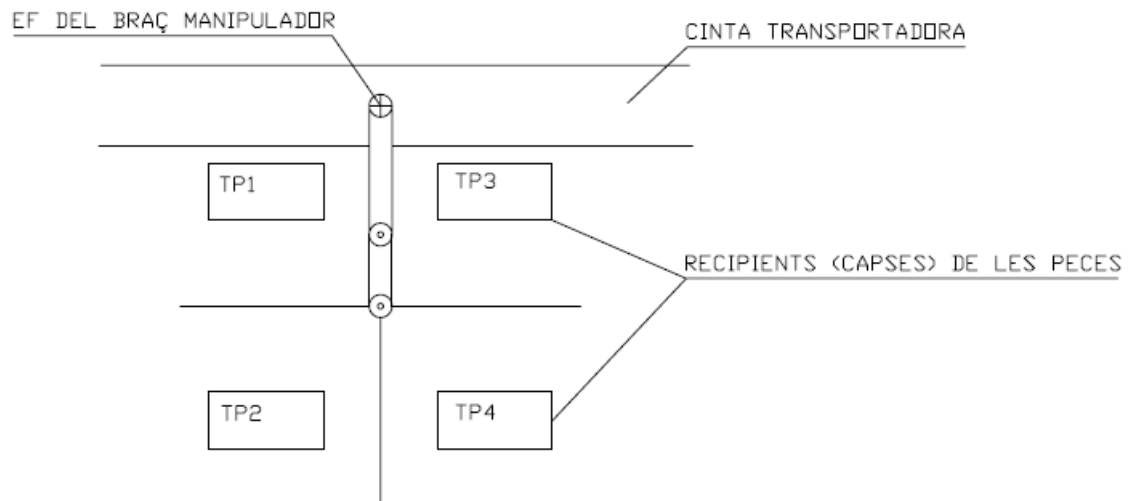 EF DEL BRAÇ MANIPULADOR
CINTA TRANSPORTADORA
TP1
TP3
RECIPIENTS (CAPSES) DE LES PECES
TP2
TP4